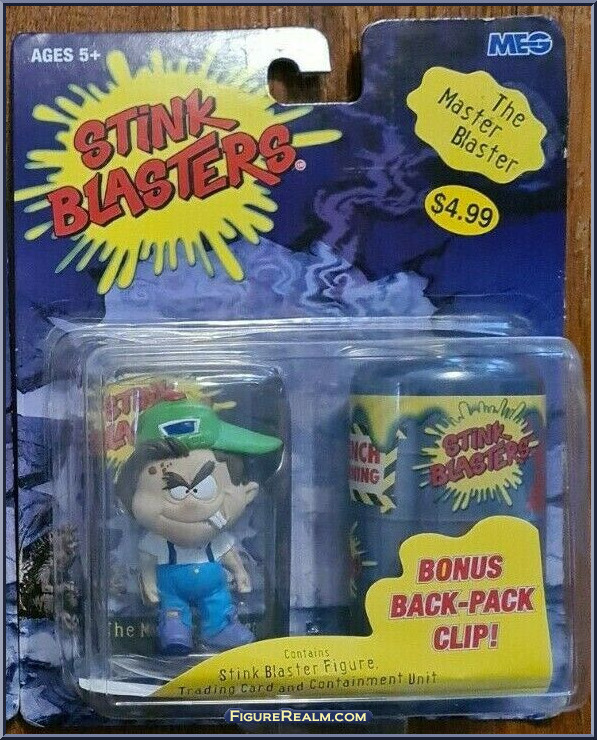 AGES 5+
MEG
STINK
BLASTERS
The
Master
Blaster
$4.99
STINK
BLASTERS
BONUS
BACK-PACK
CLIP!
Contains
Stink Blaster Figure,
Trading Card and Containment Unit
FIGUREREALM.COM